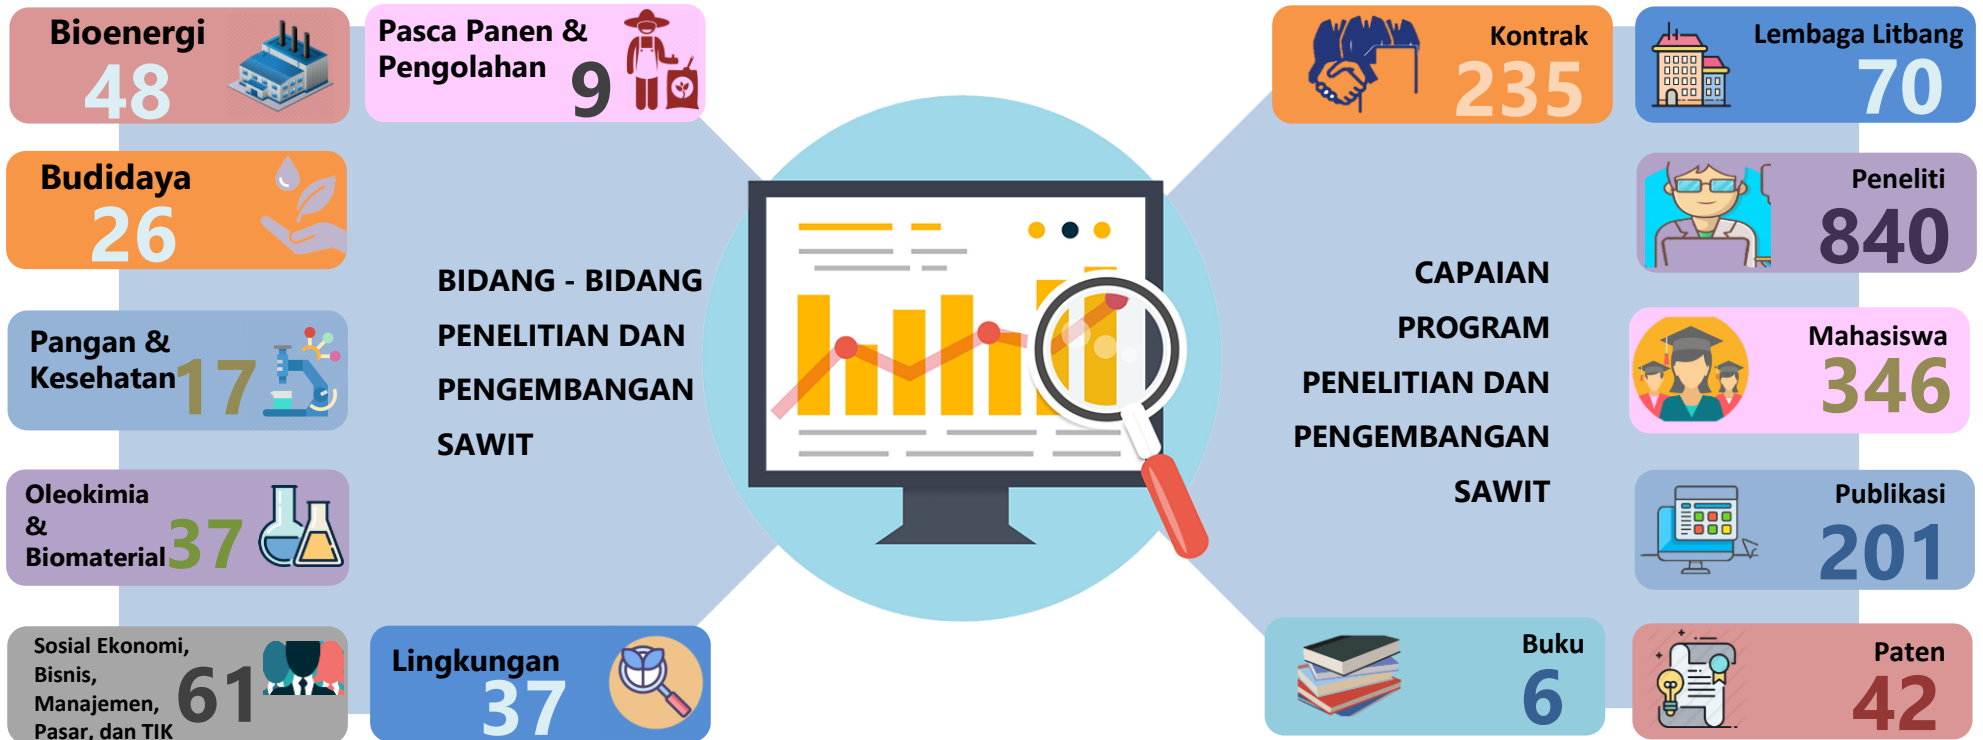 Bioenergi
48
Pasca Panen &
Pengolahan
9
Budidaya
26
Pangan &
Kesehatan
17
Oleokimia
&
Biomaterial
37
Sosial Ekonomi,
Bisnis,
Manajemen,
Pasar, dan TIK
61
Lingkungan
37
BIDANG - BIDANG
PENELITIAN DAN
PENGEMBANGAN
SAWIT
CAPAIAN
PROGRAM
PENELITIAN DAN
PENGEMBANGAN
SAWIT
Kontrak
235
Lembaga Litbang
70
Peneliti
840
Mahasiswa
346
Publikasi
201
Buku
6
Paten
42